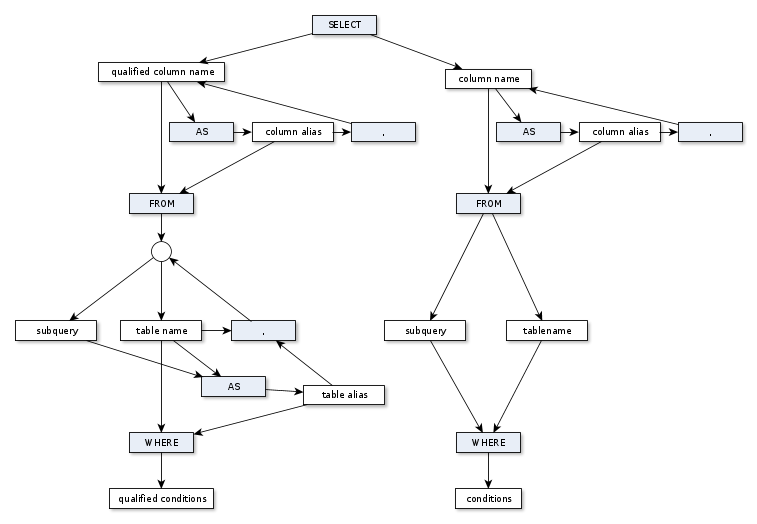 SELECT
qualified column name
column name
AS
column alias
,
AS
column alias
,
FROM
FROM
subquery
table name
,
subquery
tablename
AS
table alias
WHERE
WHERE
qualified conditions
conditions